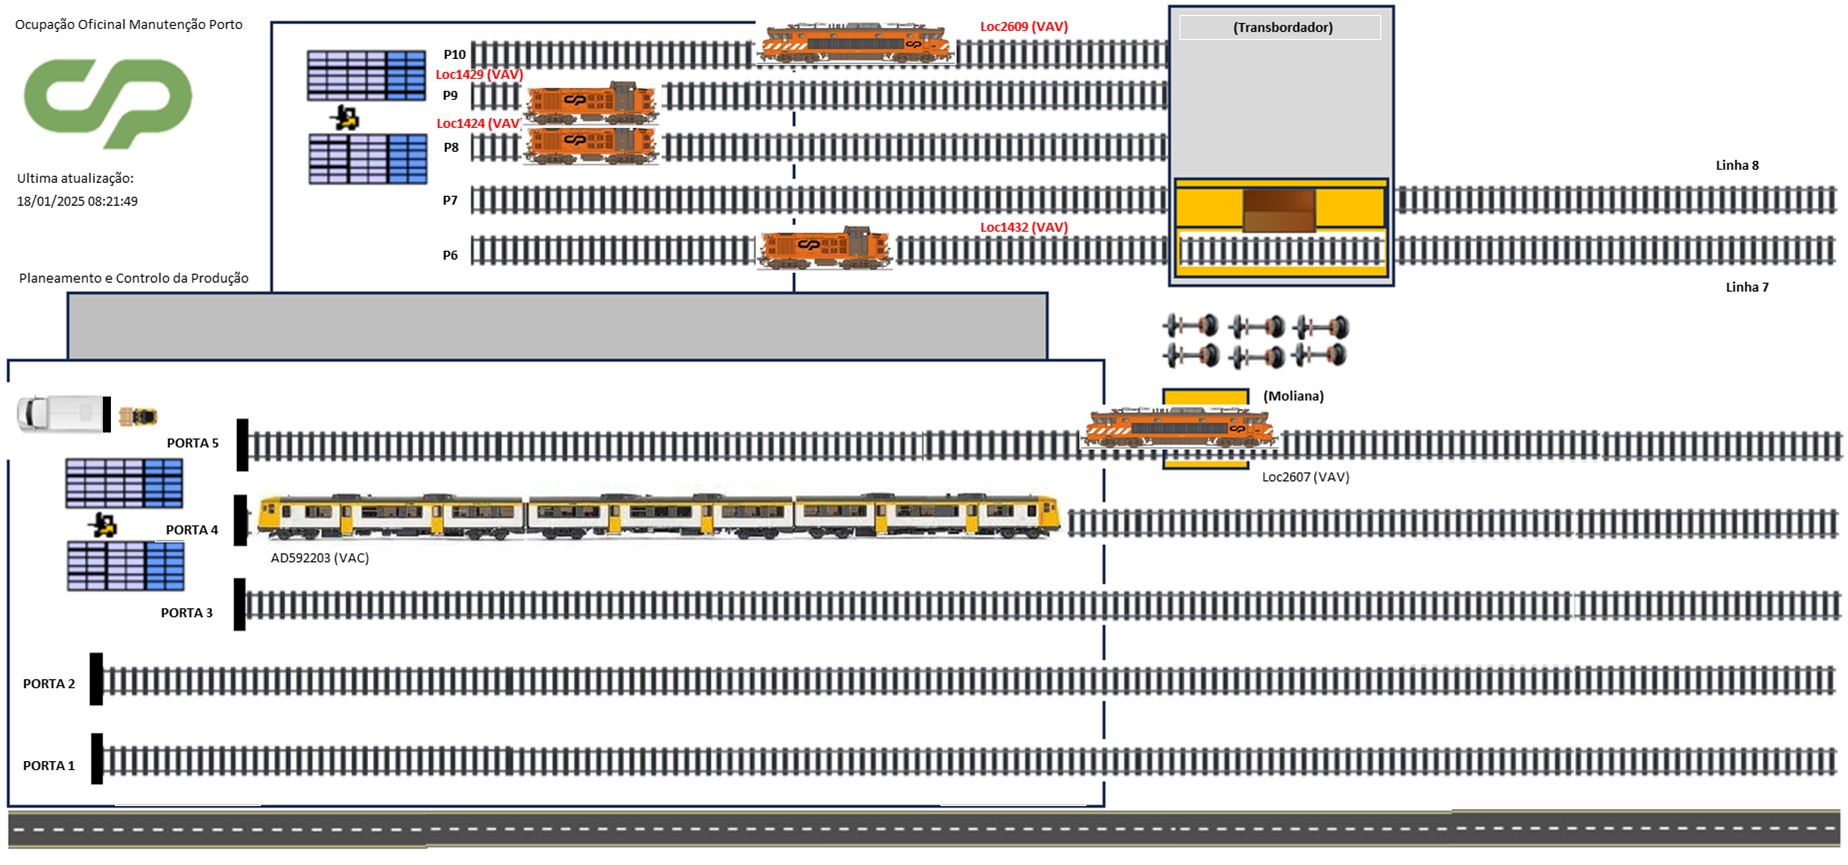 Ocupação Oficinal Manutenção Porto
Loc2609 (VAV)
(Transbordador)
P10
Loc1429 (VAV)
P9
Loc1424 (VAV)
P8
Ultima atualização:
18/01/2025 08:21:49
P7
Linha 8
Loc1432 (VAV)
P6
Planeamento e Controlo da Produção
Linha 7
(Moliana)
PORTA 5
Loc2607 (VAV)
PORTA 4
AD592203 (VAC)
PORTA 3
PORTA 2
PORTA 1